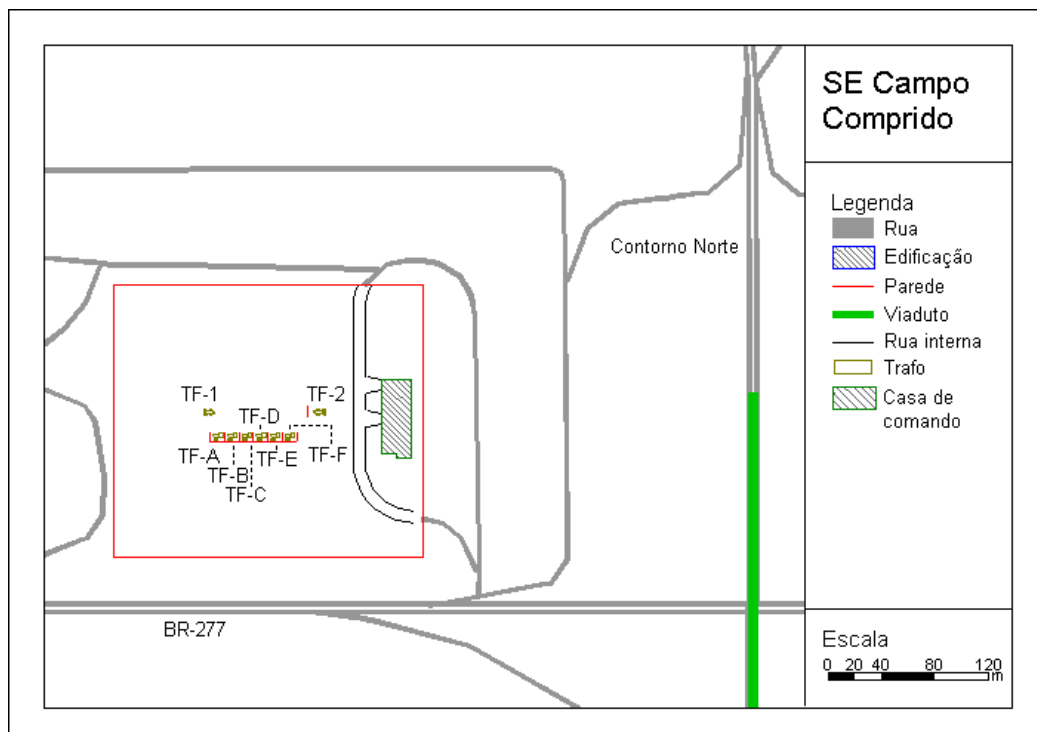 SE Campo
Comprido
Legenda
Rua
Edificação
Parede
Viaduto
Rua interna
Trafo
Casa de
comando
Contorno Norte
TF-1
TF-2
TF-D
TF-A
TF-E
TF-F
TF-B
TF-C
BR-277
Escala
0 20 40 80 120
m